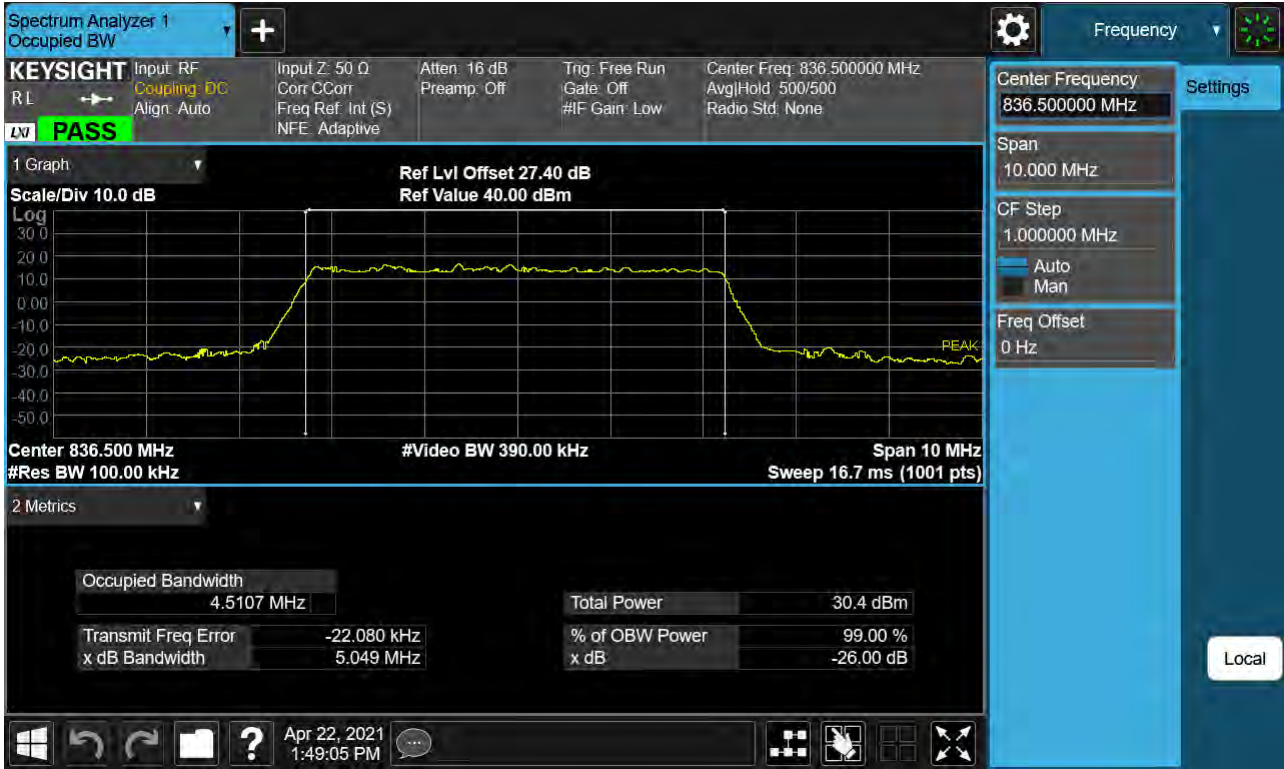 Spectrum Analyzer 1
Occupied BW
Frequency
KEYSIGHT
R L
LXI
PASS
Input: RF
Coupling: DC
Align: Auto
Input Z: 50 Ω
Corr CCorr
Freq Ref: Int (S)
NFE: Adaptive
Atten: 16 dB
Preamp: Off
Trig: Free Run
Gate: Off
#IF Gain: Low
Center Freq: 836.500000 MHz
Avg|Hold: 500/500
Radio Std: None
1 Graph
Scale/Div 10.0 dB
Ref Lvl Offset 27.40 dB
Ref Value 40.00 dBm
Log
30.0
20.0
10.0
0.00
-10.0
-20.0
-30.0
-40.0
-50.0
PEAK
Center 836.500 MHz
#Video BW 390.00 kHz
Span 10 MHz
#Res BW 100.00 kHz
Sweep 16.7 ms (1001 pts)
2 Metrics
Occupied Bandwidth
4.5107 MHz
Transmit Freq Error -22.080 kHz
x dB Bandwidth 5.049 MHz
Total Power 30.4 dBm
% of OBW Power 99.00 %
x dB -26.00 dB
Center Frequency
836.500000 MHz
Span
10.000 MHz
CF Step
1.000000 MHz
Auto
Man
Freq Offset
0 Hz
Settings
Local
?
Apr 22, 2021
1:49:05 PM